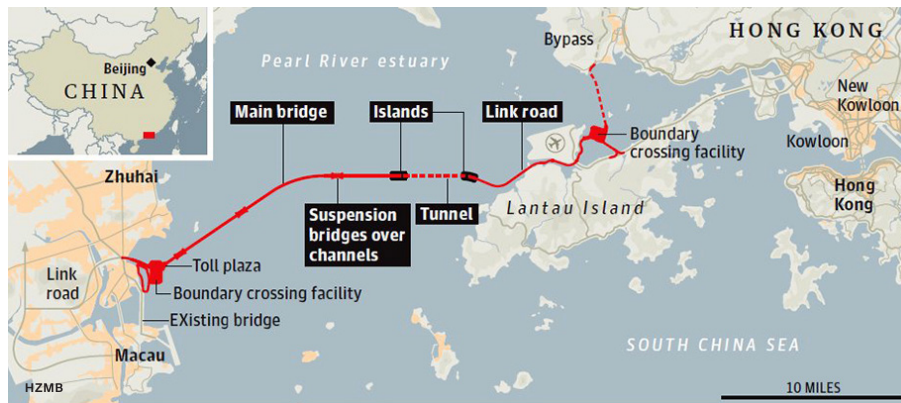 Beijing
CHINA
Pearl River estuary
Bypass
HONG KONG
New
Kowloon
Kowloon
Hong
Kong
Main bridge
Islands
Link road
Boundary
crossing facility
Zhuhai
Suspension
bridges over
channels
Tunnel
Lantau Island
Toll plaza
Link
road
Boundary crossing facility
EXisting bridge
Macau
SOUTH CHINA SEA
HZMB
10 MILES